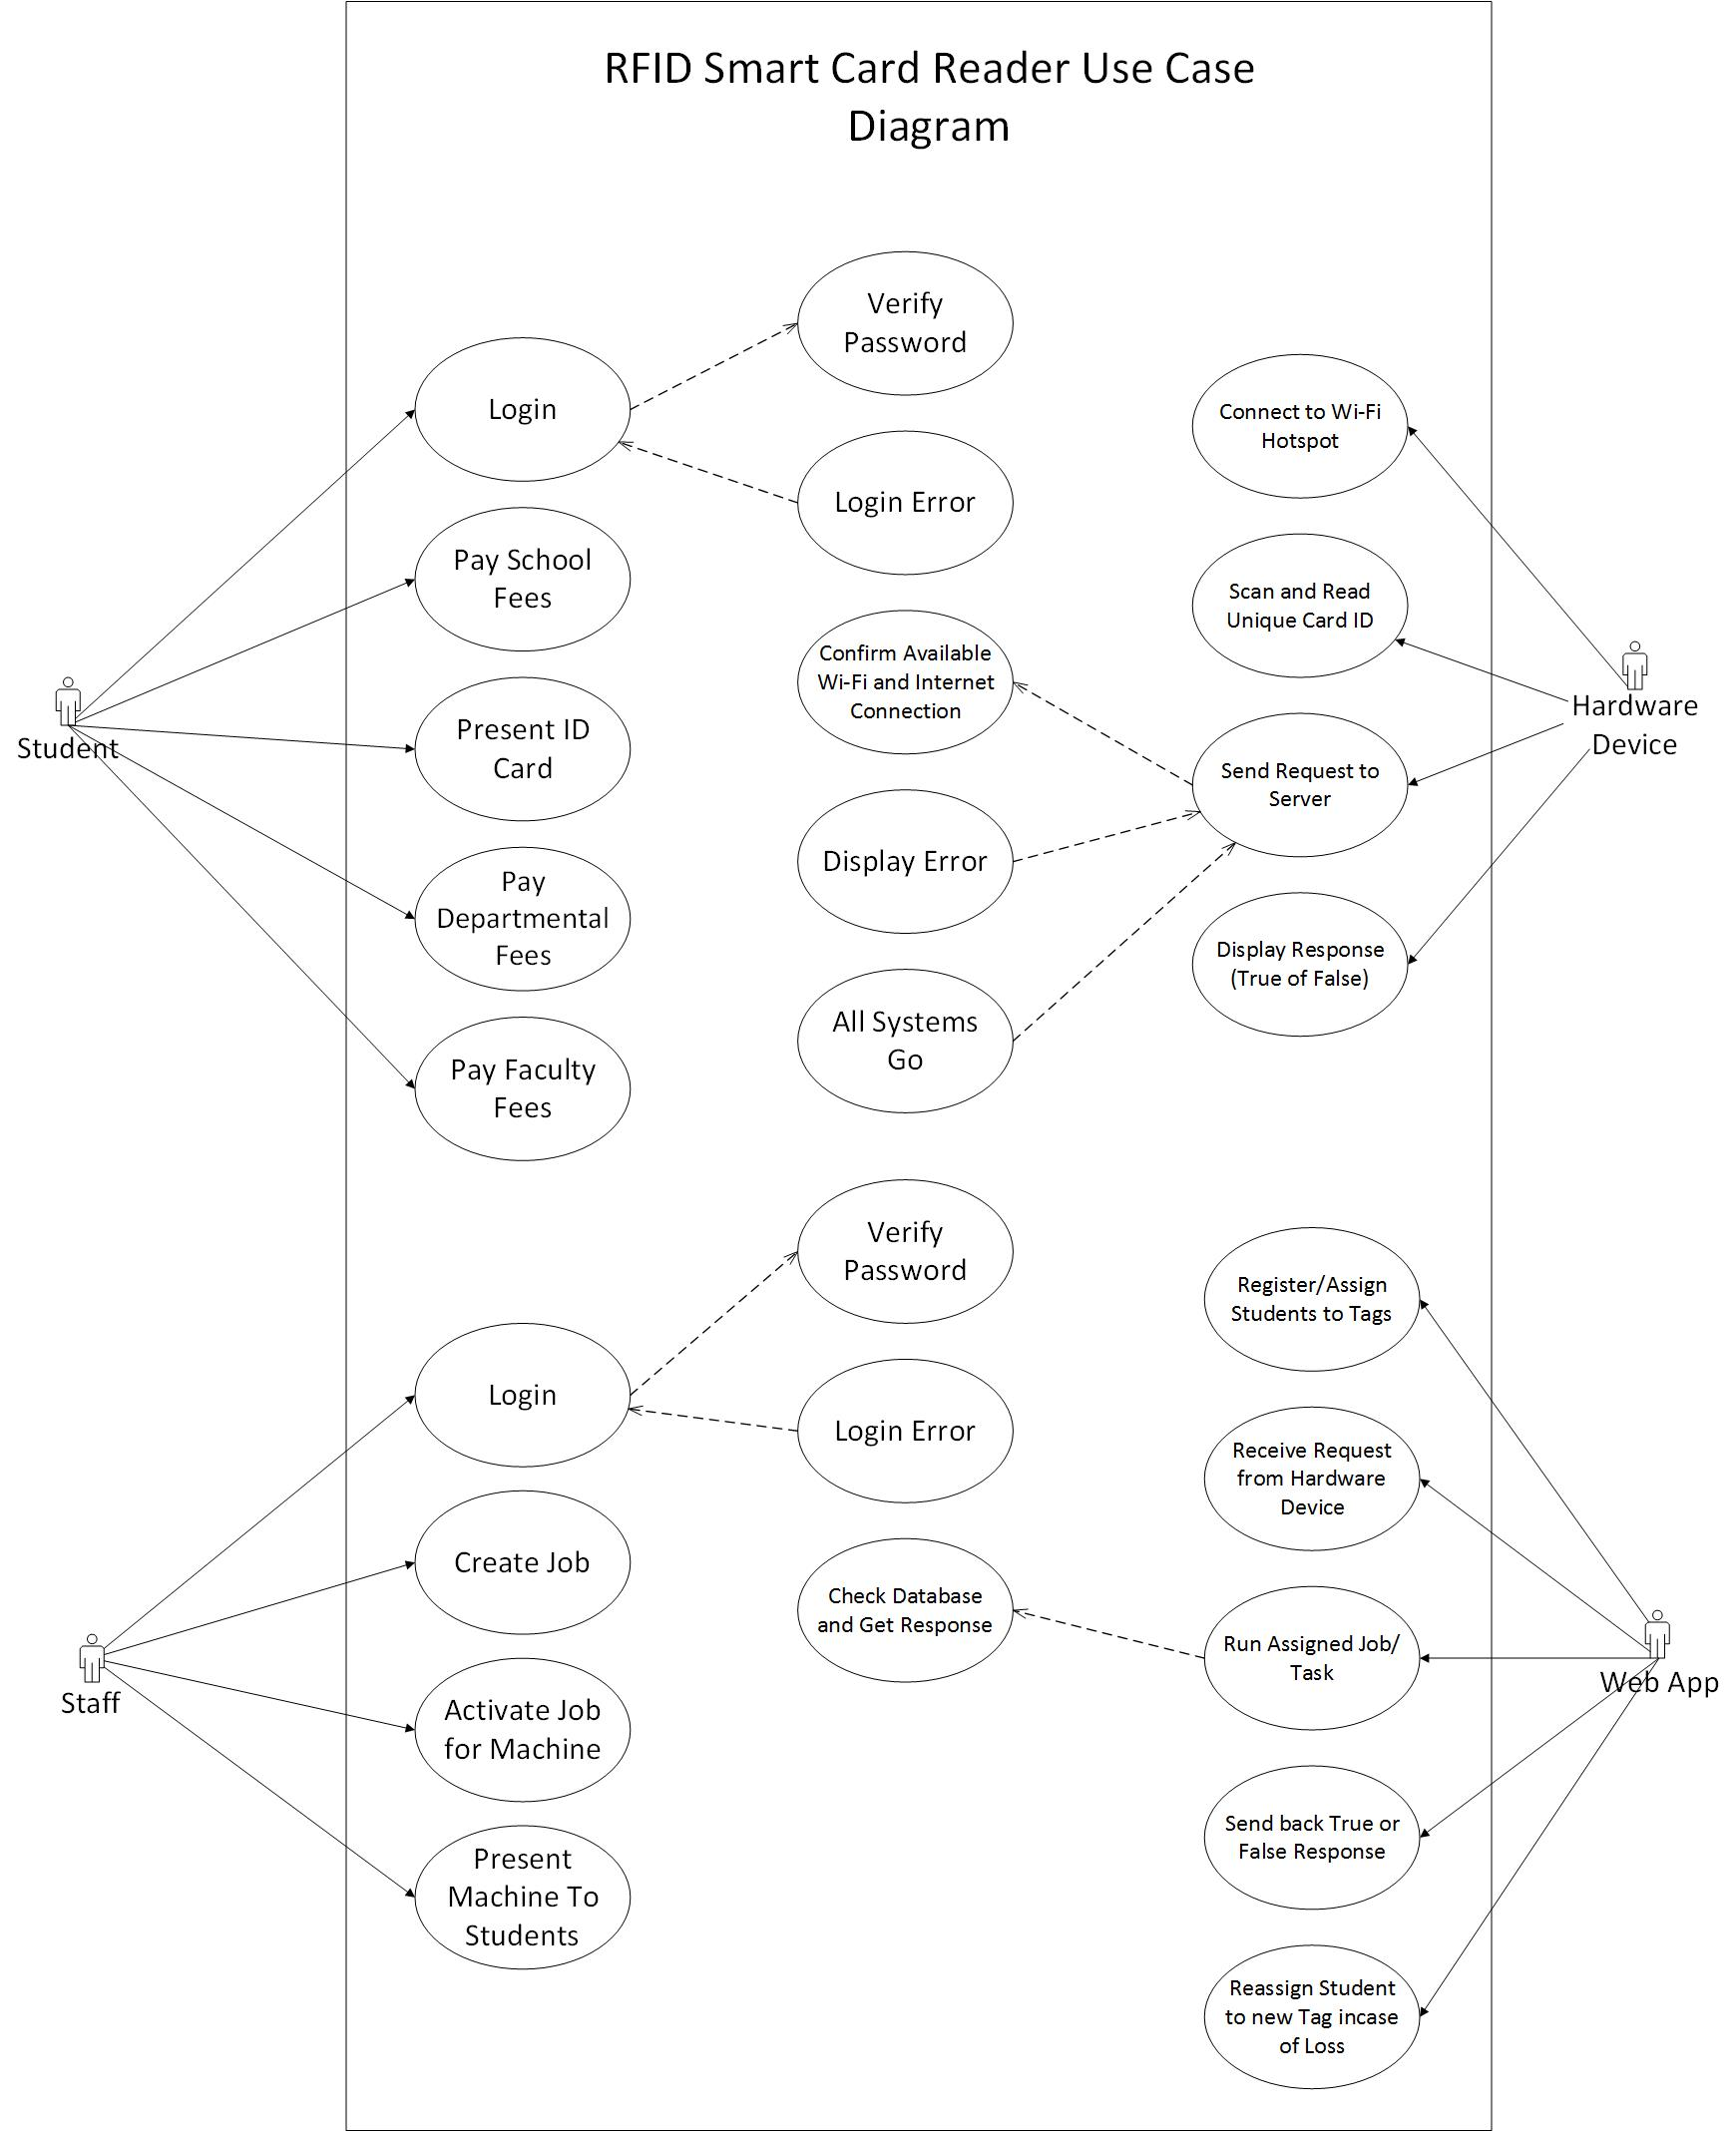 RFID Smart Card Reader Use Case
Diagram
Verify
Password
Login
Connect to Wi-Fi
Hotspot
Login Error
Pay School
Fees
Scan and Read
Unique Card ID
Confirm Available
Wi-Fi and Internet
Connection
Hardware
Device
Student
Present ID
Card
Send Request to
Server
Display Error
Pay
Departmental
Fees
Display Response
(True of False)
All Systems
Go
Pay Faculty
Fees
Verify
Password
Register/Assign
Students to Tags
Login
Login Error
Receive Request
from Hardware
Device
Create Job
Check Database
and Get Response
Run Assigned Job/
Task
Web App
Staff
Activate Job
for Machine
Send back True or
False Response
Present
Machine To
Students
Reassign Student
to new Tag incase
of Loss